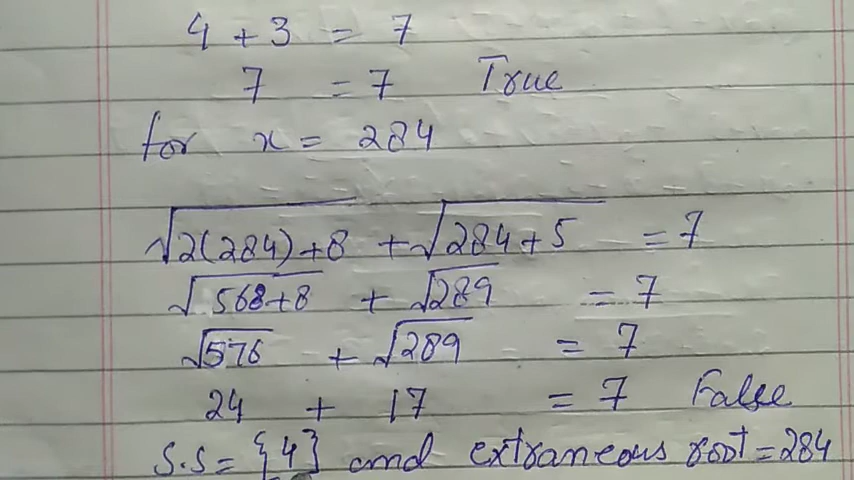 4 + 3 = 7
7 = 7 True
for x = 284
√2(284)+8 + √284+5 = 7
√568+8 + √289 = 7
√576 + √289 = 7
24 + 17 = 7 False
S.S = {4} and extraneous root = 284